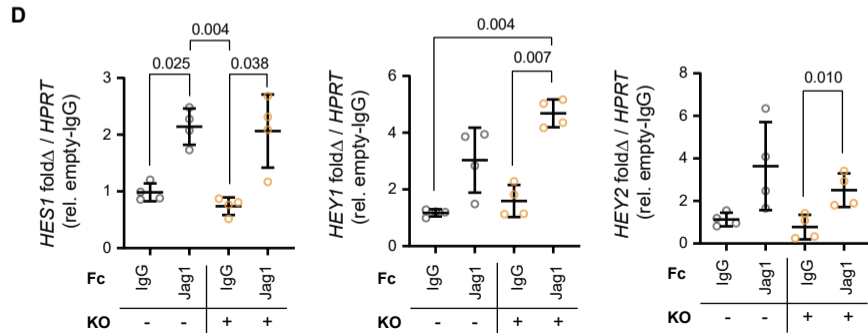 D
0.004
0.025
0.038
HES1 foldΔ / HPRT
(rel. empty-IgG)
3
2
1
0
Fc
IgG
Jag1
IgG
Jag1
KO
-
-
+
+
0.004
0.007
HEY1 foldΔ / HPRT
(rel. empty-IgG)
6
4
2
0
Fc
IgG
Jag1
IgG
Jag1
KO
-
-
+
+
0.010
HEY2 foldΔ / HPRT
(rel. empty-IgG)
8
6
4
2
0
Fc
IgG
Jag1
IgG
Jag1
KO
-
-
+
+